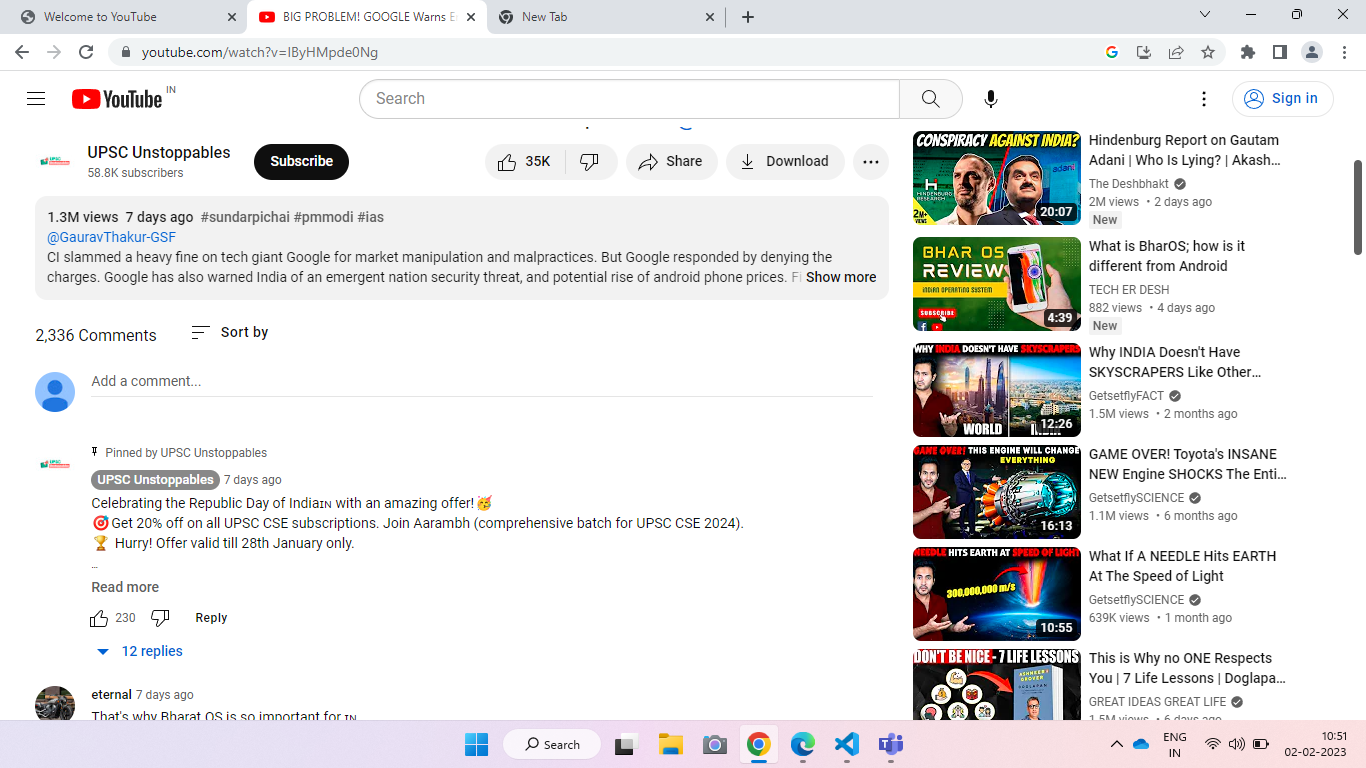 Welcome to YouTube
BIG PROBLEM! GOOGLE Warns E
New Tab
youtube.com/watch?v=IByHMpde0Ng
YouTube IN
Search
Sign in
UPSC Unstoppables
58.8K subscribers
Subscribe
35K
Share
Download
1.3M views 7 days ago #sundarpichai #pmmodi #ias
@GauravThakur-GSF
CI slammed a heavy fine on tech giant Google for market manipulation and malpractices. But Google responded by denying the
charges. Google has also warned India of an emergent nation security threat, and potential rise of android phone prices. Fi Show more
2,336 Comments
Sort by
Add a comment...
Pinned by UPSC Unstoppables
UPSC Unstoppables 7 days ago
Celebrating the Republic Day of India🇮🇳 with an amazing offer!🥳
🎯Get 20% off on all UPSC CSE subscriptions. Join Aarambh (comprehensive batch for UPSC CSE 2024).
🏆 Hurry! Offer valid till 28th January only.
...
Read more
230
Reply
12 replies
eternal 7 days ago
That's why Bharat OS is so important for 🇮🇳
CONSPIRACY AGAINST INDIA?
HINDENBURG
RESEARCH
adani
2M+
VIEWS
20:07
Hindenburg Report on Gautam
Adani | Who Is Lying? | Akash...
The Deshbhakt
2M views • 2 days ago
New
BHAR OS
REVIEW
INDIAN OPERATING SYSTEM
SUBSCRIBE
4:39
What is BharOS; how is it
different from Android
TECH ER DESH
882 views • 4 days ago
New
WHY INDIA DOESN'T HAVE SKYSCRAPERS
WORLD
12:26
Why INDIA Doesn't Have
SKYSCRAPERS Like Other...
GetsetflyFACT
1.5M views • 2 months ago
GAME OVER! THIS ENGINE WILL CHANGE
EVERYTHING
16:13
GAME OVER! Toyota's INSANE
NEW Engine SHOCKS The Enti...
GetsetflySCIENCE
1.1M views • 6 months ago
NEEDLE HITS EARTH AT SPEED OF LIGHT
300,000,000 m/s
10:55
What If A NEEDLE Hits EARTH
At The Speed of Light
GetsetflySCIENCE
639K views • 1 month ago
DON'T BE NICE - 7 LIFE LESSONS
ASHNEER GROVER
DOGLAPAN
This is Why no ONE Respects
You | 7 Life Lessons | Doglapa...
GREAT IDEAS GREAT LIFE
1.5M views • 6 days ago
Search
ENG
IN
10:51
02-02-2023